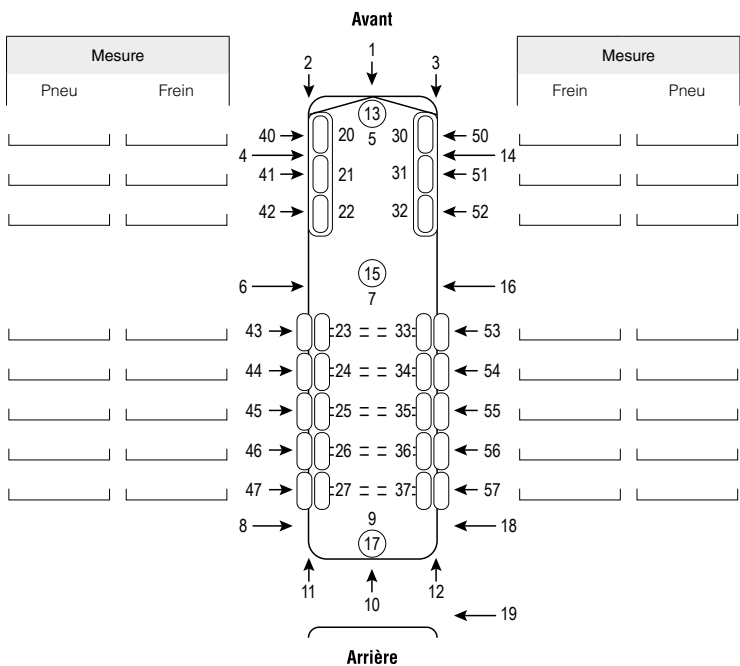 Avant
Mesure
Mesure
Pneu Frein
Frein Pneu
2 1 3
13
40 20 5 30 50
4 14
41 21 31 51
42 22 32 52
15
6 16
7
43 23 33 53
44 24 34 54
45 25 35 55
46 26 36 56
47 27 37 57
9
8 18
17
11 10 12
19
Arrière